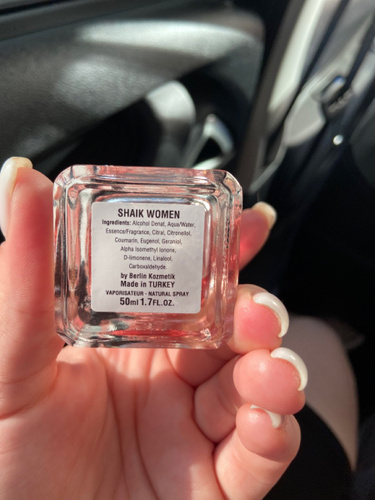 SHAIK WOMEN
Ingredients: Alcohol Denat, Aqua/Water,
Essence/Fragrance, Citral, Citronellol,
Coumarin, Eugenol, Geraniol,
Alpha Isomethyl Ionone,
D-limonene, Linalool,
Carboxaldehyde.
by Berlin Kozmetik
Made in TURKEY
VAPORISATEUR - NATURAL SPRAY
50ml 1.7FL.OZ.